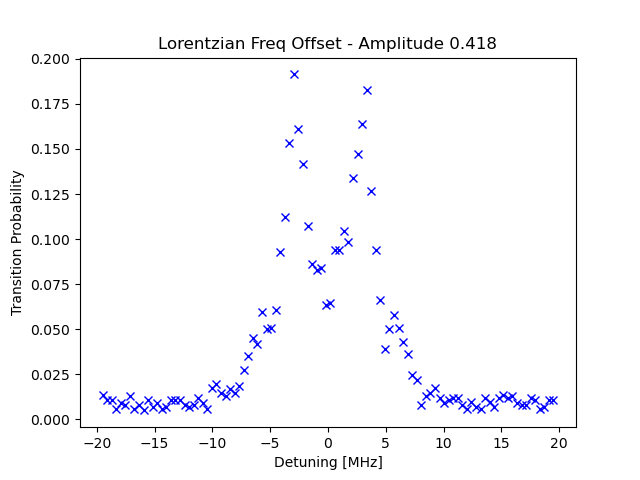 Lorentzian Freq Offset - Amplitude 0.418
Transition Probability
0.200
0.175
0.150
0.125
0.100
0.075
0.050
0.025
0.000
−20 −15 −10 −5 0 5 10 15 20
Detuning [MHz]